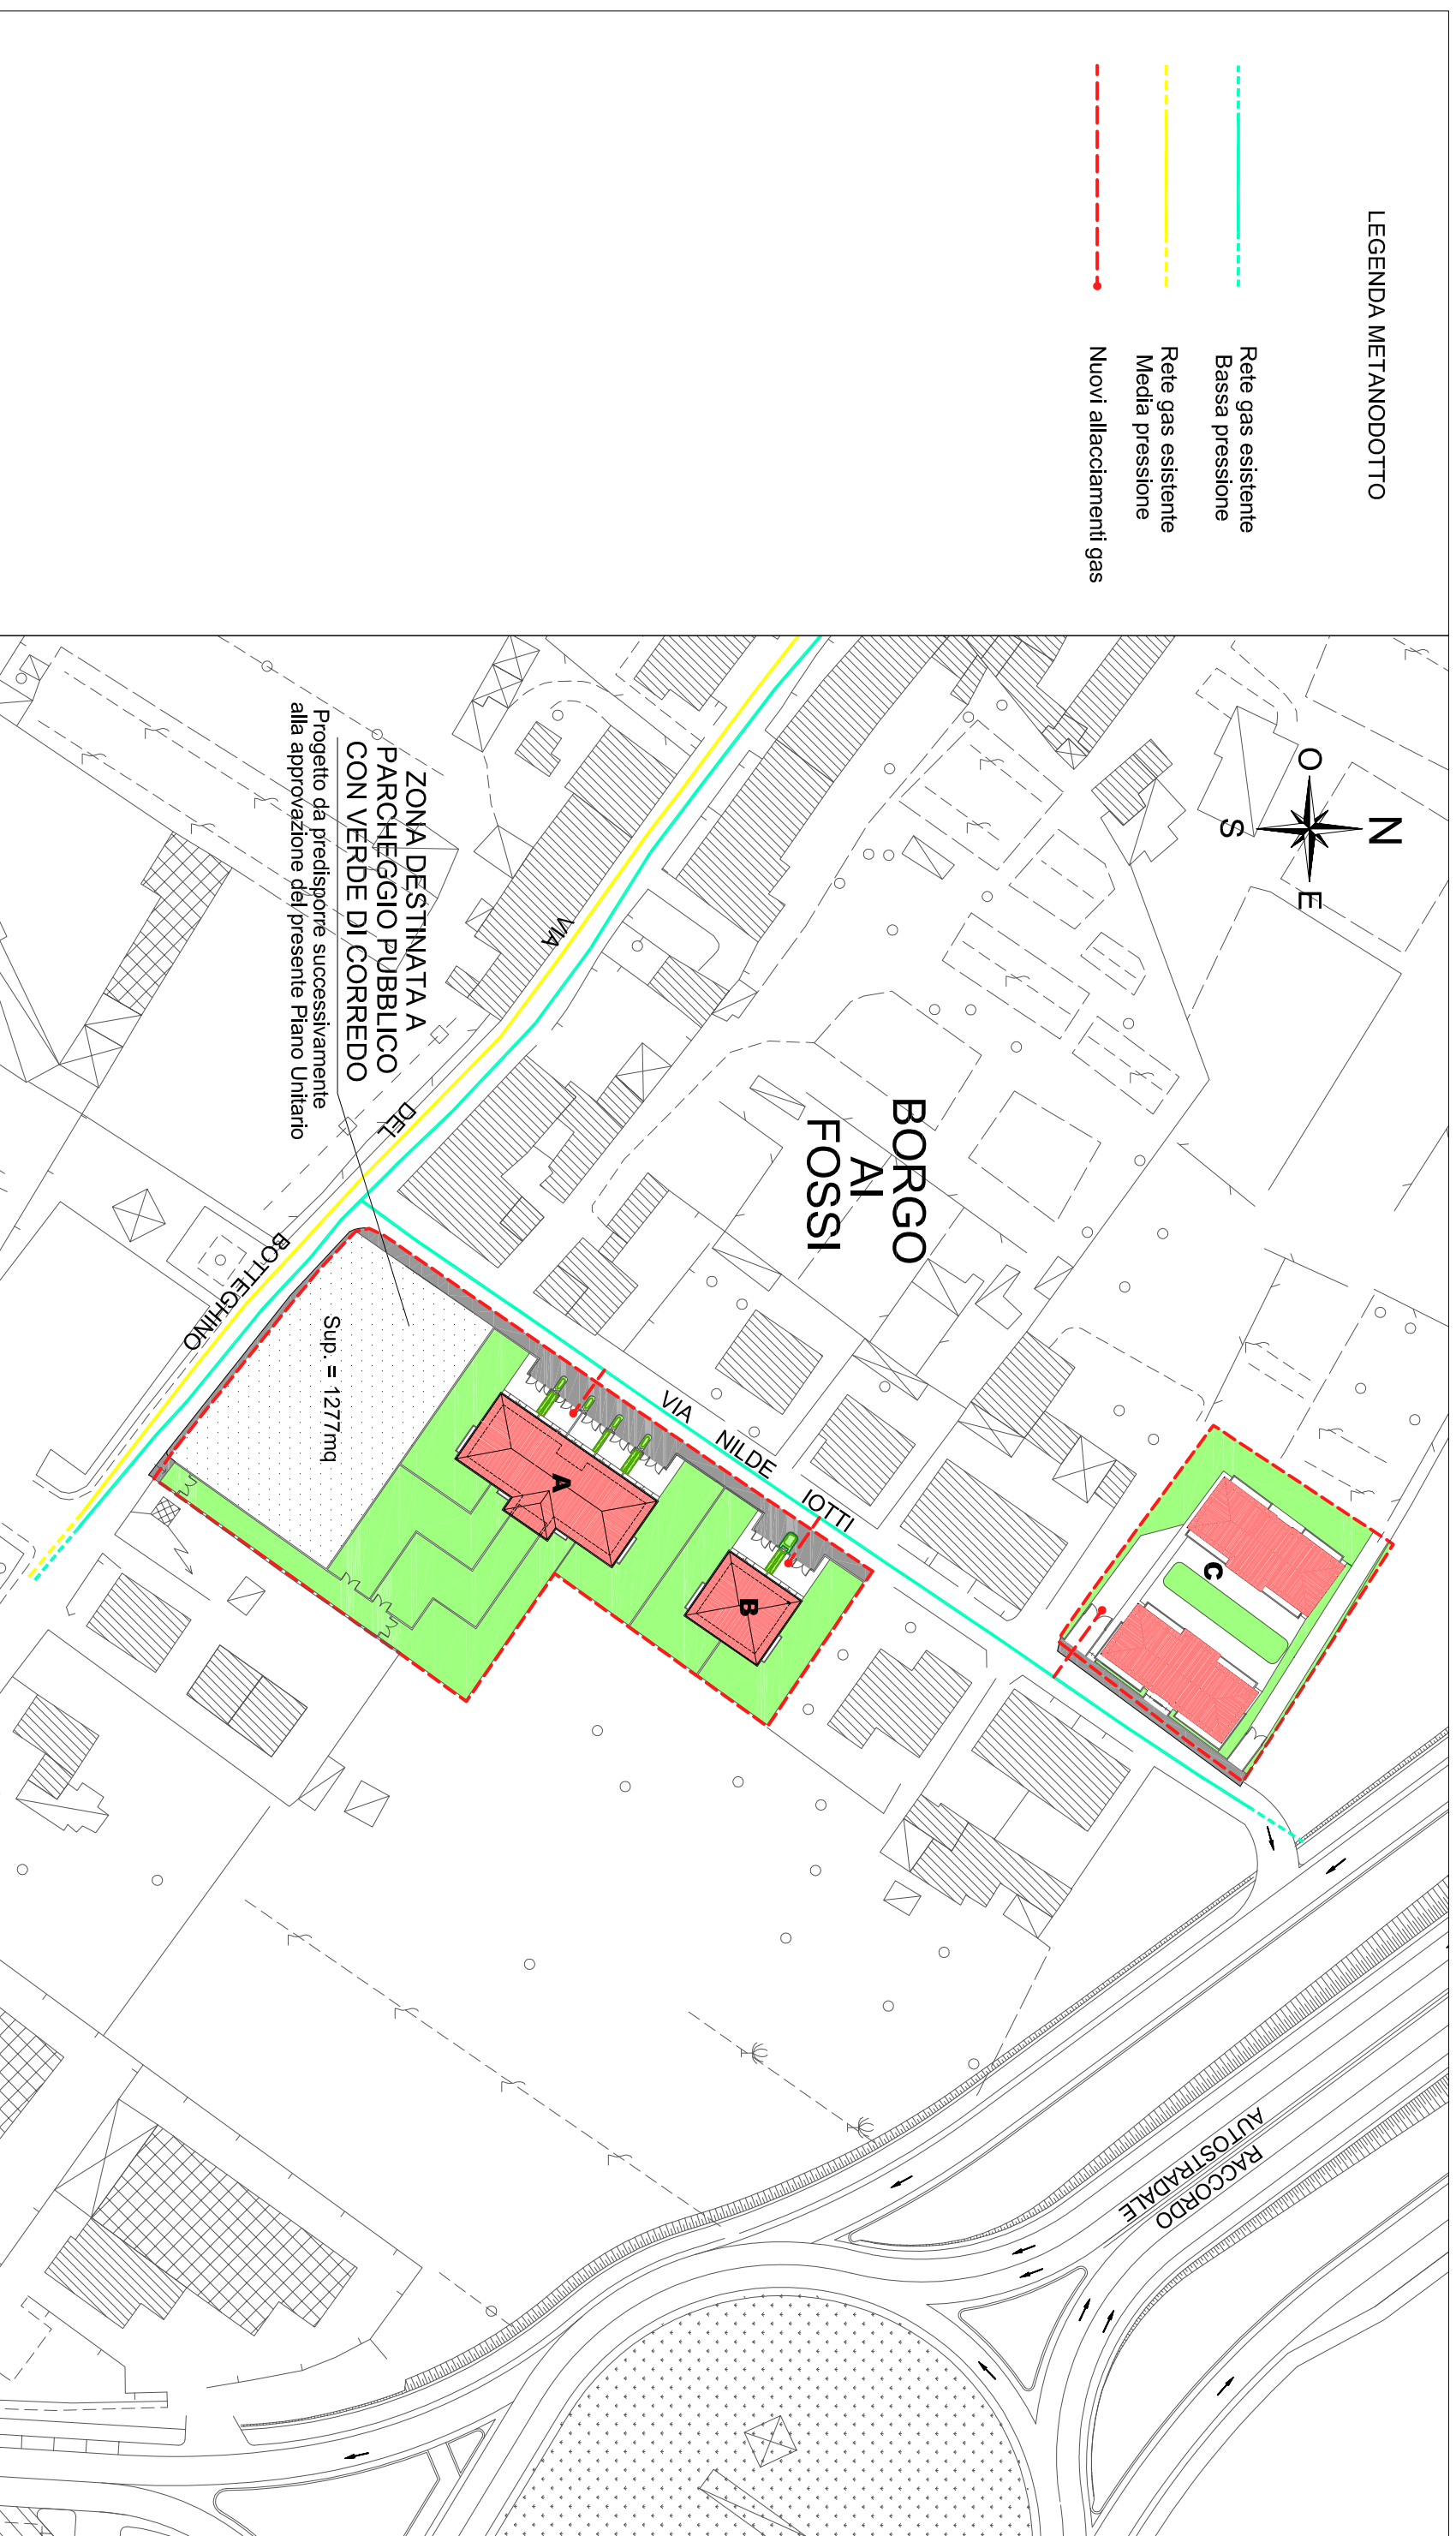 LEGENDA METANODOTTO
Rete gas esistente
Bassa pressione
Rete gas esistente
Media pressione
Nuovi allacciamenti gas
N
O
E
S
BORGO
AI
FOSSI
C
VIA
NILDE
IOTTI
B
A
VIA
DEL
BOTTEGHINO
ZONA DESTINATA A
PARCHEGGIO PUBBLICO
CON VERDE DI CORREDO
Progetto da predisporre successivamente
alla approvazione del presente Piano Unitario
Sup. = 1277mq
RACCORDO
AUTOSTRADALE